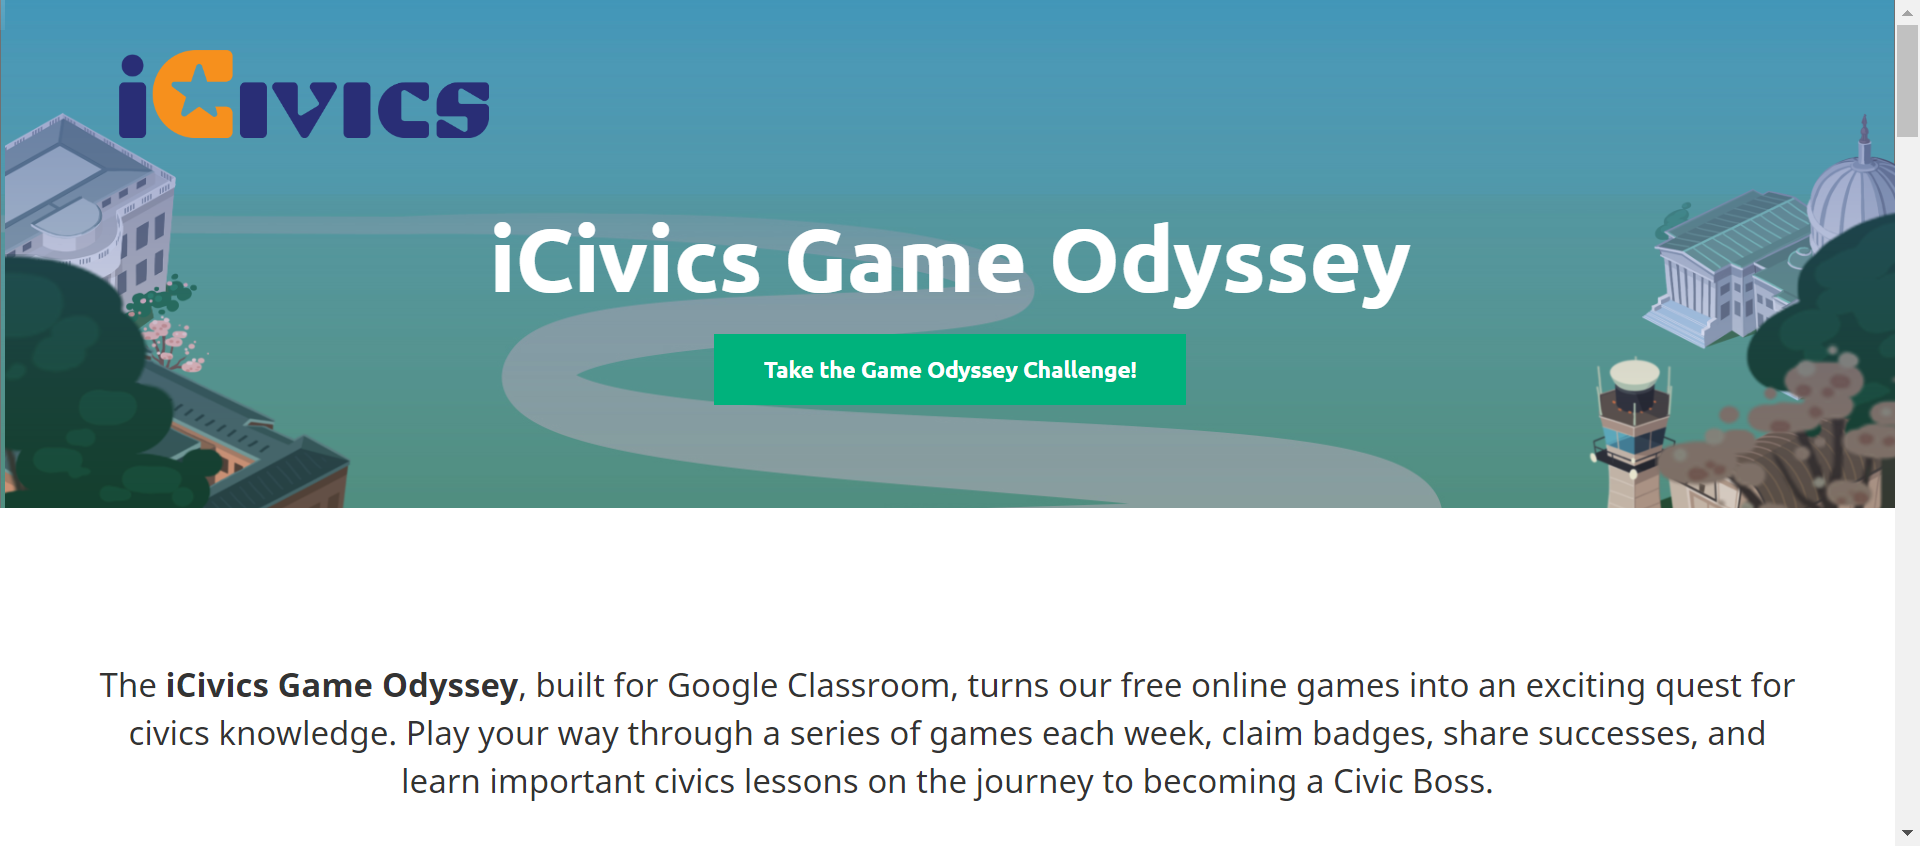 iCivics
iCivics Game Odyssey
Take the Game Odyssey Challenge!
The iCivics Game Odyssey, built for Google Classroom, turns our free online games into an exciting quest for
civics knowledge. Play your way through a series of games each week, claim badges, share successes, and
learn important civics lessons on the journey to becoming a Civic Boss.